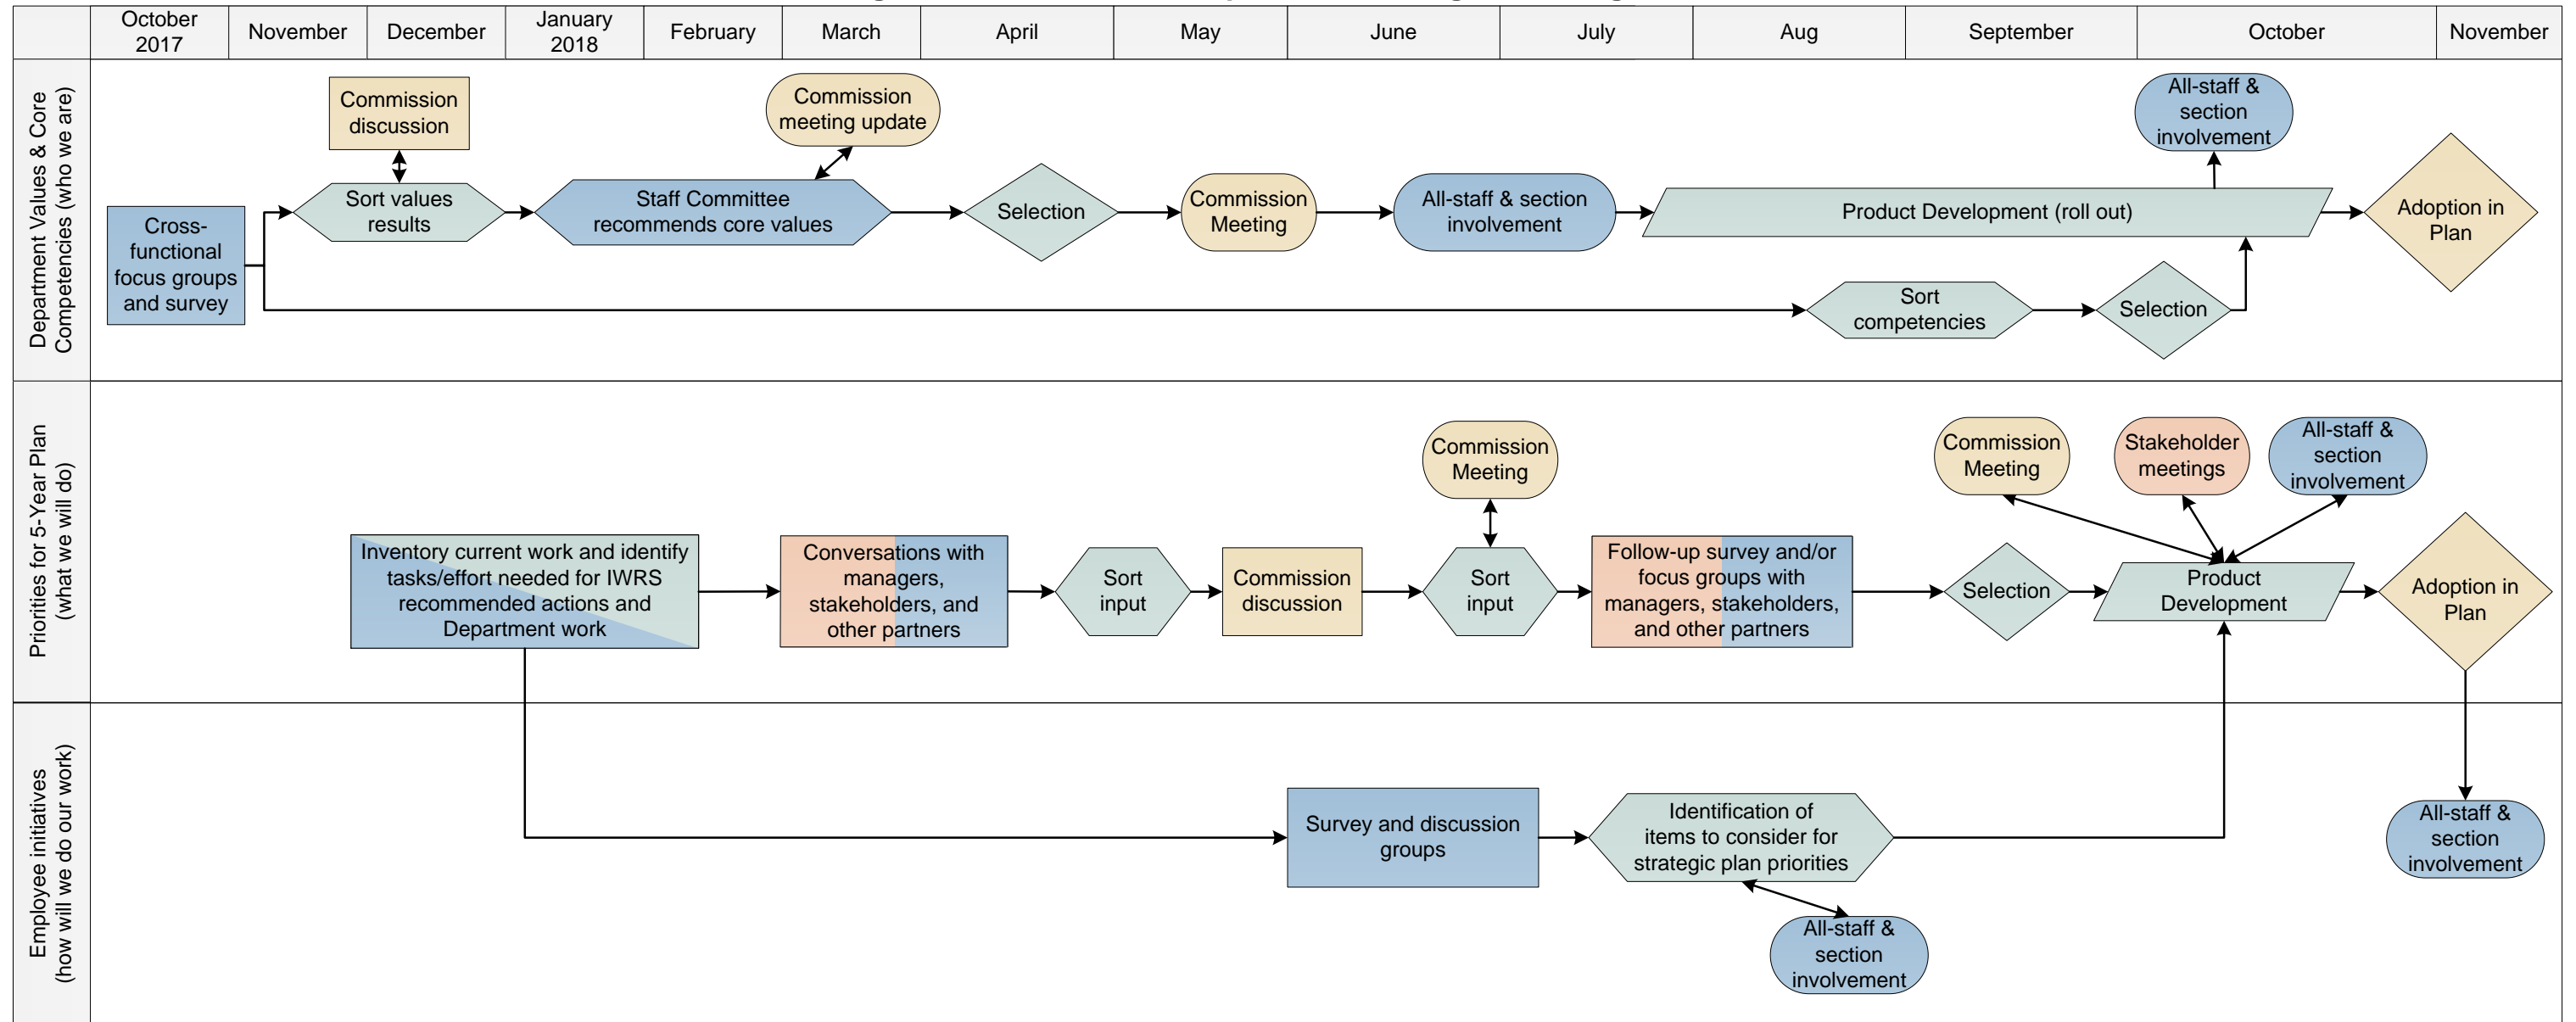 October
2017
November
December
January
2018
February
March
April
May
June
July
Aug
September
October
November
Department Values & Core
Competencies (who we are)
Commission
discussion
Commission
meeting update
All-staff &
section
involvement
Cross-
functional
focus groups
and survey
Sort values
results
Staff Committee
recommends core values
Selection
Commission
Meeting
All-staff & section
involvement
Product Development (roll out)
Adoption in
Plan
Sort
competencies
Selection
Priorities for 5-Year Plan
(what we will do)
Commission
Meeting
Commission
Meeting
Stakeholder
meetings
All-staff &
section
involvement
Inventory current work and identify
tasks/effort needed for IWRS
recommended actions and
Department work
Conversations with
managers,
stakeholders, and
other partners
Sort
input
Commission
discussion
Sort
input
Follow-up survey and/or
focus groups with
managers, stakeholders,
and other partners
Selection
Product
Development
Adoption in
Plan
Employee initiatives
(how will we do our work)
Survey and discussion
groups
Identification of
items to consider for
strategic plan priorities
All-staff &
section
involvement
All-staff &
section
involvement